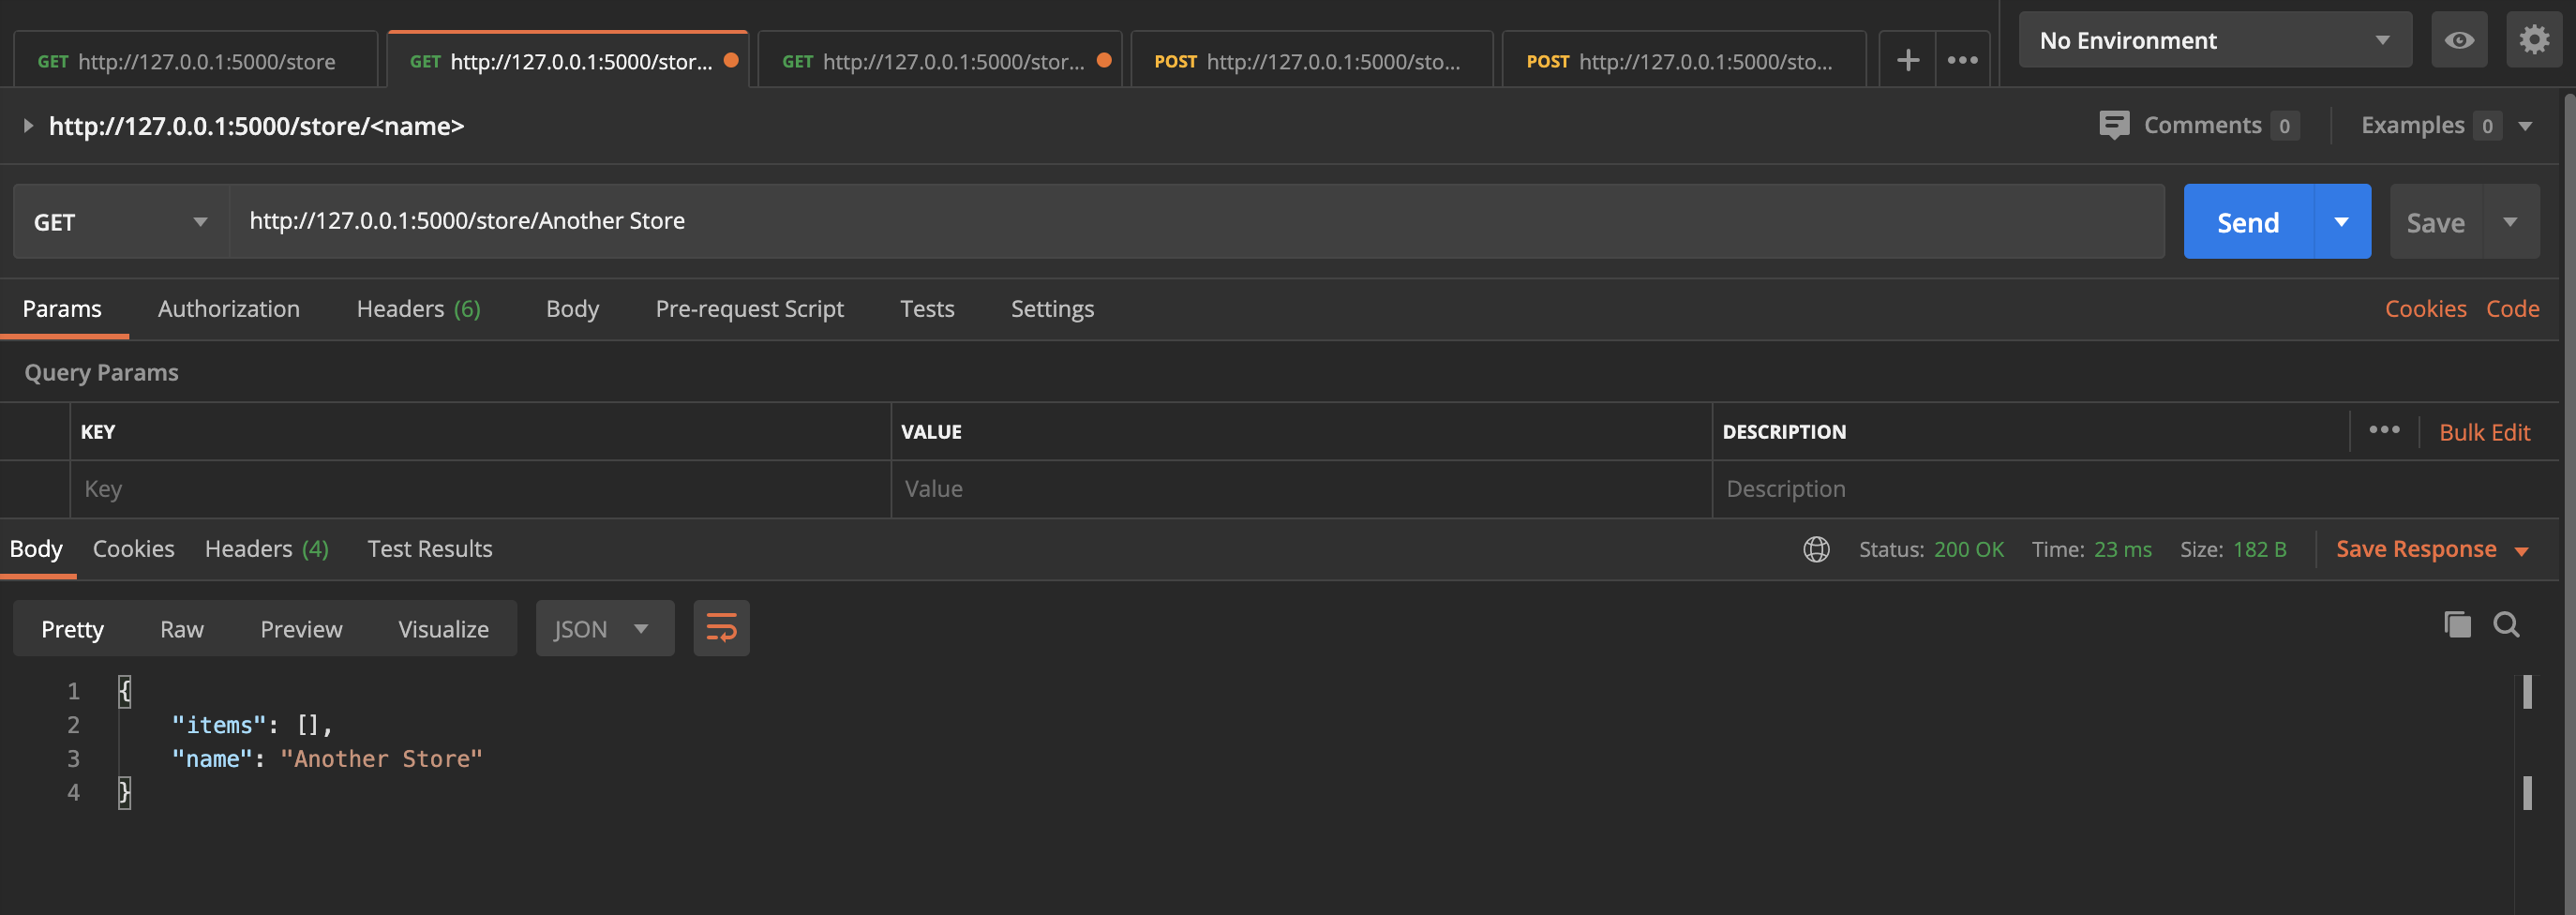 GET http://127.0.0.1:5000/store
GET http://127.0.0.1:5000/stor...
GET http://127.0.0.1:5000/stor...
POST http://127.0.0.1:5000/sto...
POST http://127.0.0.1:5000/sto...
No Environment
http://127.0.0.1:5000/store/<name>
Comments 0
Examples 0
GET
http://127.0.0.1:5000/store/Another Store
Send
Save
Params Authorization Headers (6) Body Pre-request Script Tests Settings
Cookies Code
Query Params
KEY VALUE DESCRIPTION
Bulk Edit
Key Value Description
Body Cookies Headers (4) Test Results
Status: 200 OK Time: 23 ms Size: 182 B
Save Response
Pretty Raw Preview Visualize
JSON
1 {
2 "items": [],
3 "name": "Another Store"
4 }